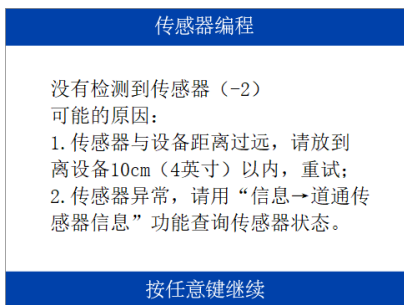 传感器编程
没有检测到传感器（-2）
可能的原因：
1.传感器与设备距离过远，请放到
离设备10cm（4英寸）以内，重试；
2.传感器异常，请用“信息→道通传
感器信息”功能查询传感器状态。
按任意键继续